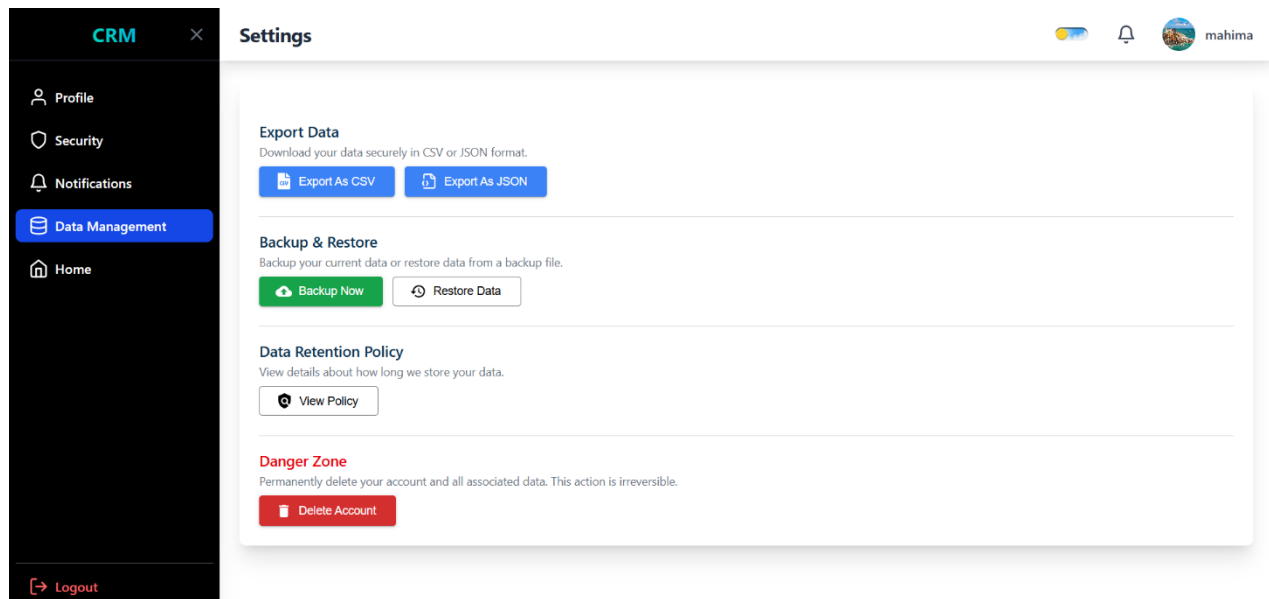 CRM
Settings
mahima
Profile
Security
Notifications
Data Management
Home
Logout
Export Data
Download your data securely in CSV or JSON format.
Export As CSV
Export As JSON
Backup & Restore
Backup your current data or restore data from a backup file.
Backup Now
Restore Data
Data Retention Policy
View details about how long we store your data.
View Policy
Danger Zone
Permanently delete your account and all associated data. This action is irreversible.
Delete Account